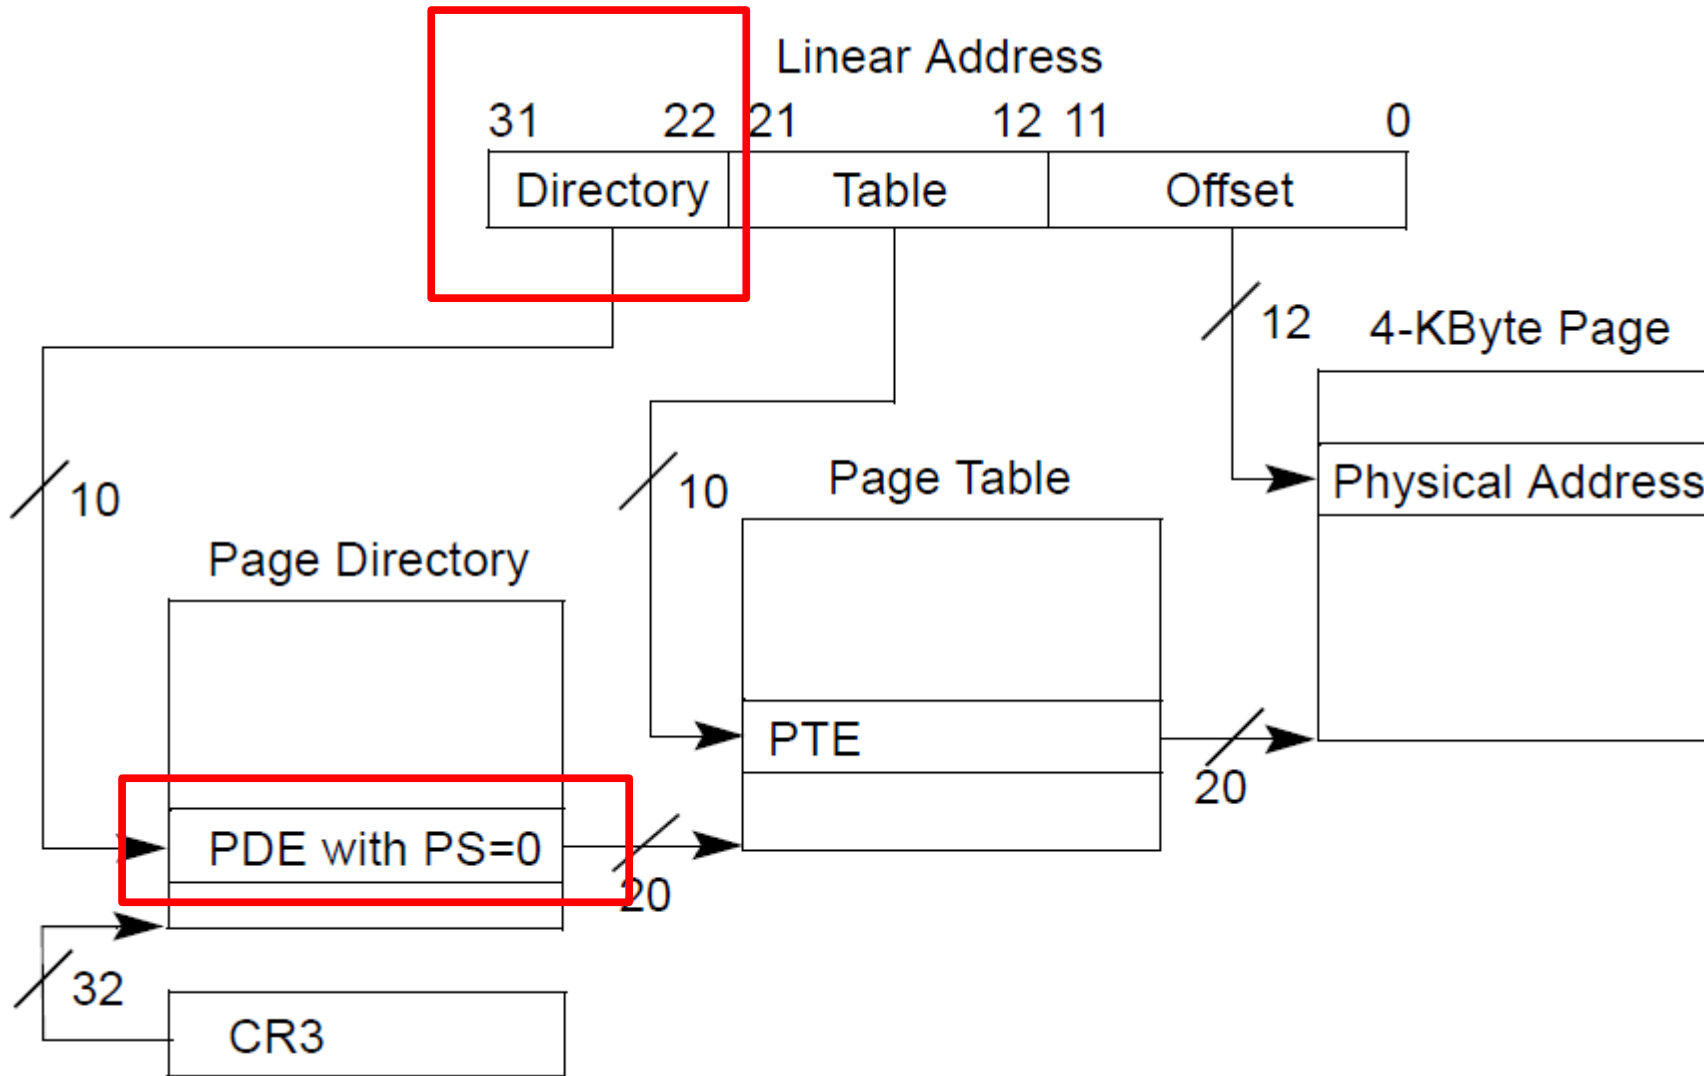 Linear Address
31 22 21 12 11 0
Directory Table Offset
12
4-KByte Page
10
10
Page Table
Physical Address
Page Directory
PTE
20
PDE with PS=0
20
32
CR3